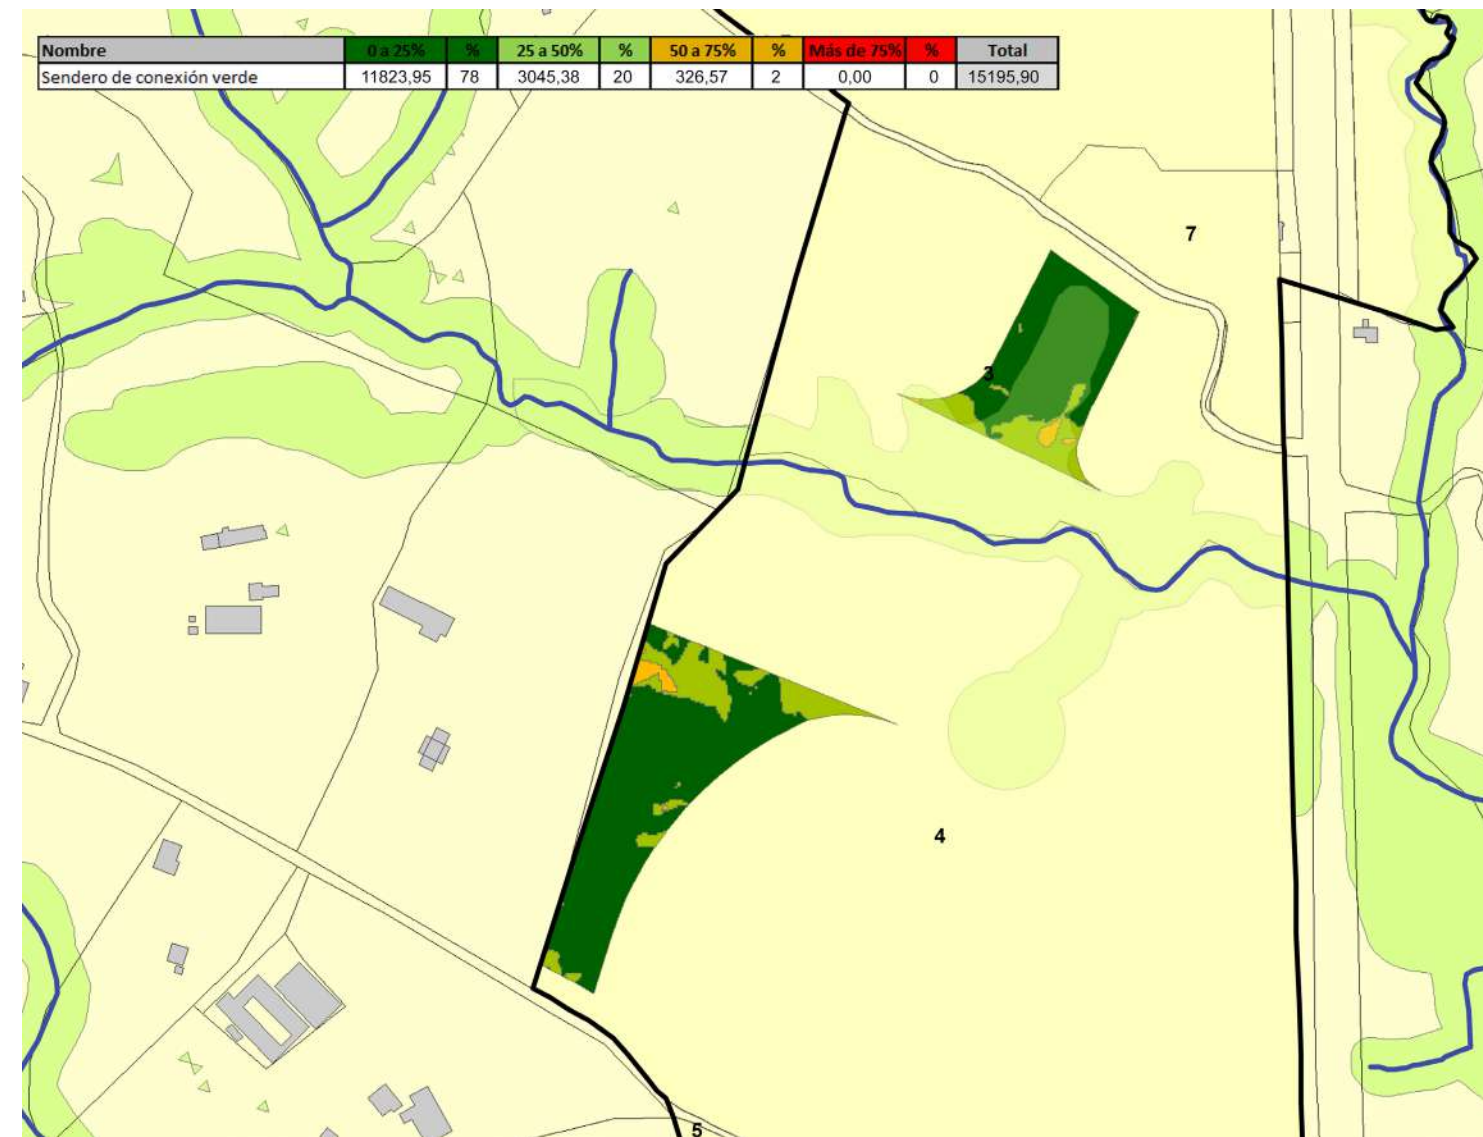 Nombre 0 a 25% % 25 a 50% % 50 a 75% % Más de 75% % Total
Sendero de conexión verde 11823,95 78 3045,38 20 326,57 2 0,00 0 15195,90
7
3
4
5